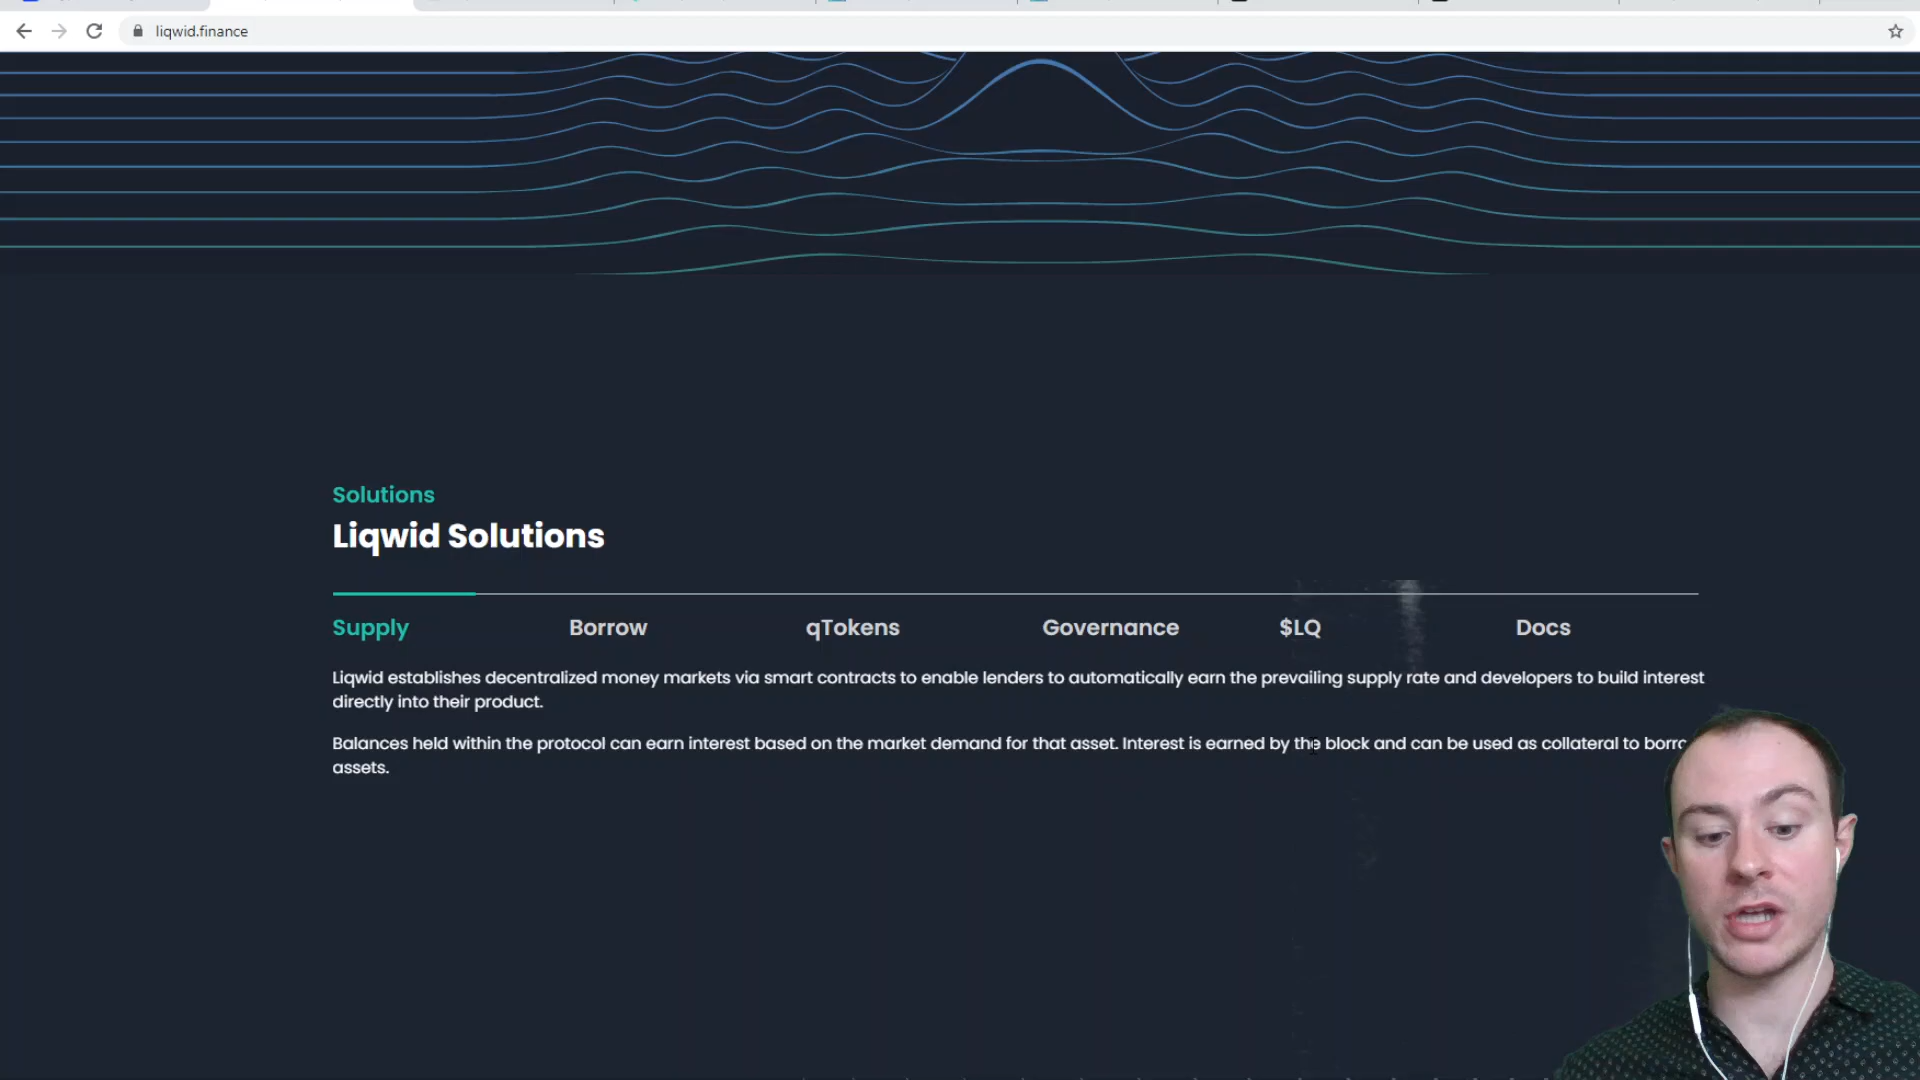 liqwid.finance
Solutions
Liqwid Solutions
Supply Borrow qTokens Governance $LQ Docs
Liqwid establishes decentralized money markets via smart contracts to enable lenders to automatically earn the prevailing supply rate and developers to build interest
directly into their product.
Balances held within the protocol can earn interest based on the market demand for that asset. Interest is earned by the block and can be used as collateral to
assets.